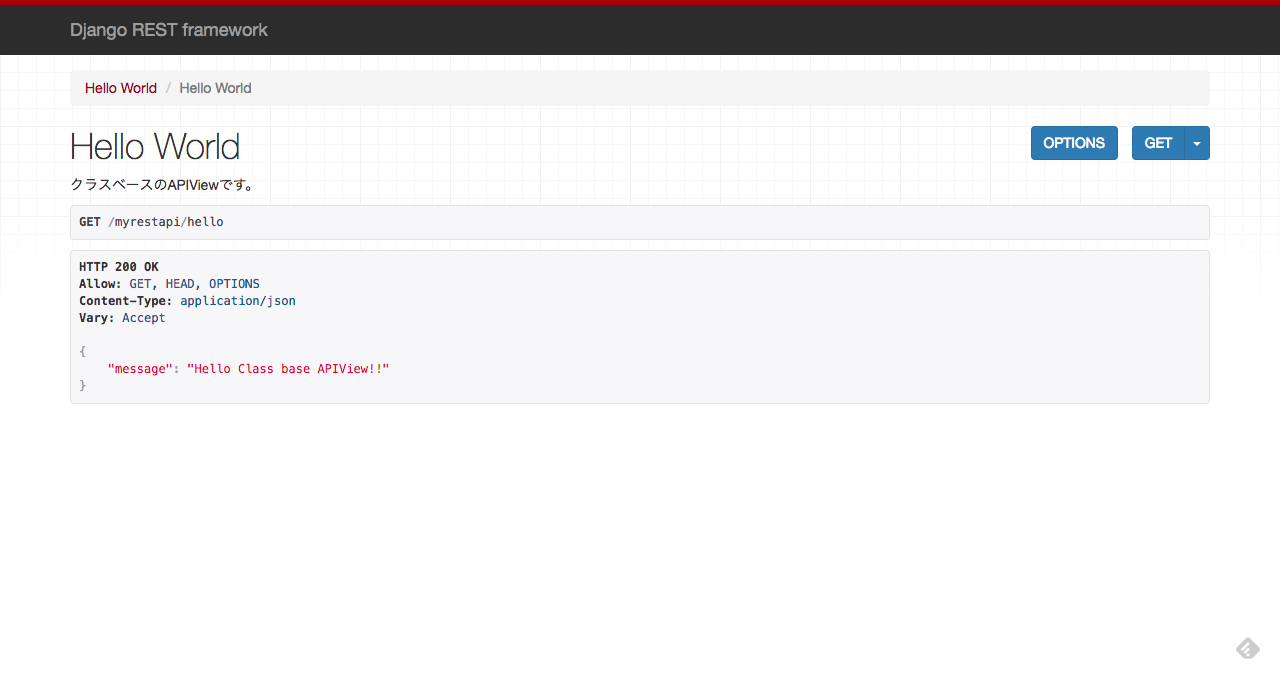 Django REST framework
Hello World / Hello World
Hello World
OPTIONS
GET
クラスベースのAPIViewです。
GET /myrestapi/hello
HTTP 200 OK
Allow: GET, HEAD, OPTIONS
Content-Type: application/json
Vary: Accept
{
    "message": "Hello Class base APIView!!"
}